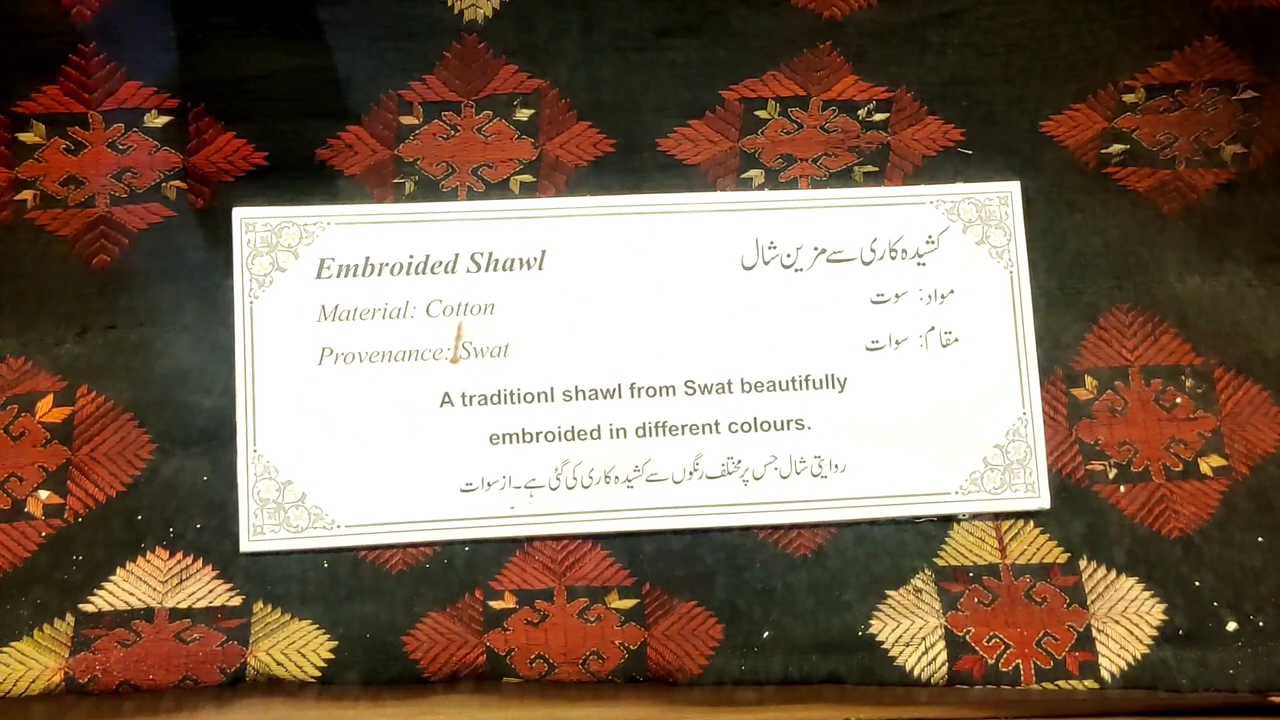 Embroided Shawl
کشیدہ کاری سے مزین شال
Material: Cotton
مواد: سوت
Provenance: Swat
مقام: سوات
A traditionl shawl from Swat beautifully
embroided in different colours.
روایتی شال جس پر مختلف رنگوں سے کشیدہ کاری کی گئی ہے۔ از سوات